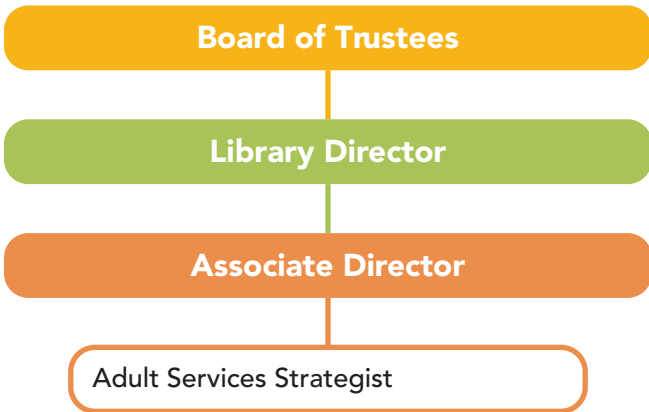 Board of Trustees
Library Director
Associate Director
Adult Services Strategist